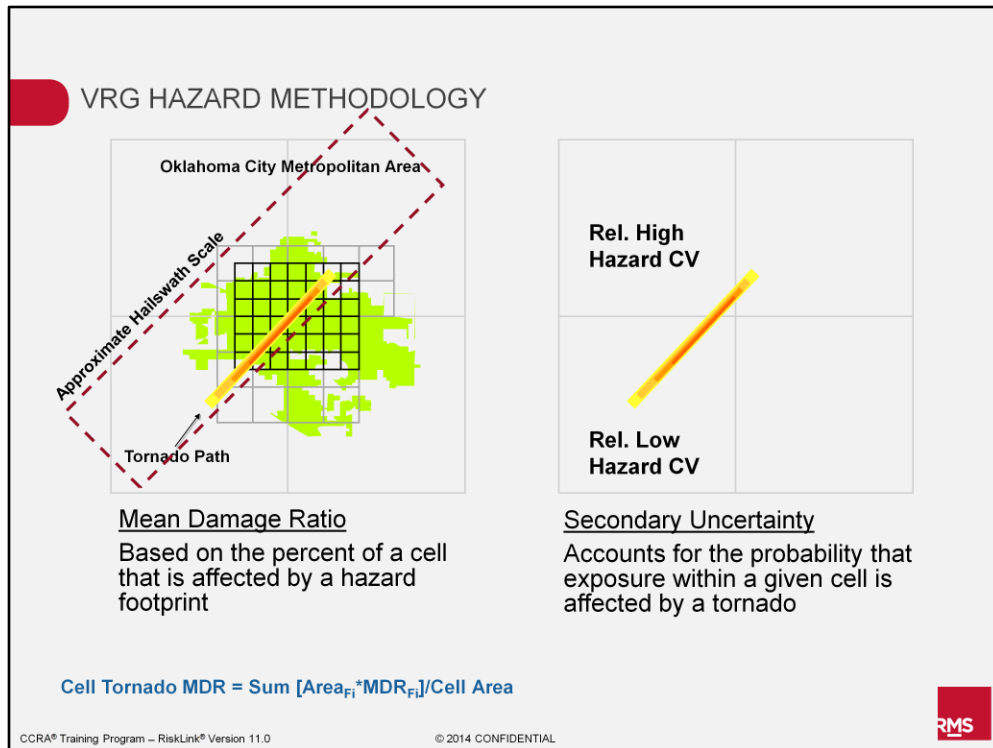 VRG HAZARD METHODOLOGY
Oklahoma City Metropolitan Area
Approximate Hailswath Scale
Tornado Path
Rel. High
Hazard CV
Rel. Low
Hazard CV
Mean Damage Ratio
Based on the percent of a cell
that is affected by a hazard
footprint
Secondary Uncertainty
Accounts for the probability that
exposure within a given cell is
affected by a tornado
Cell Tornado MDR = Sum [Area_Fi*MDR_Fi]/Cell Area
CCRA® Training Program – RiskLink® Version 11.0
© 2014 CONFIDENTIAL
RMS